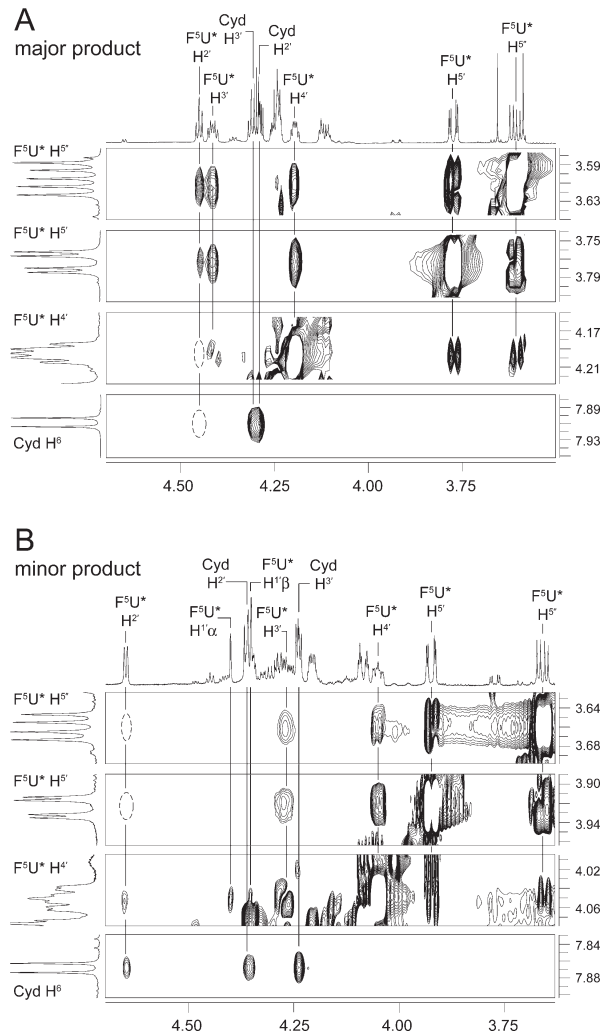 A
major product
F⁵U*
H²′
F⁵U*
H³′
Cyd
H³′
Cyd
H²′
F⁵U*
H⁴′
F⁵U*
H⁵′
F⁵U*
H⁵″
F⁵U* H⁵″
3.59
3.63
F⁵U* H⁵′
3.75
3.79
F⁵U* H⁴′
4.17
4.21
Cyd H⁶
7.89
7.93
4.50 4.25 4.00 3.75
B
minor product
F⁵U*
H²′
F⁵U*
H¹′α
Cyd
H²′
F⁵U*
H¹′β
F⁵U*
H³′
Cyd
H³′
F⁵U*
H⁴′
F⁵U*
H⁵′
F⁵U*
H⁵″
F⁵U* H⁵″
3.64
3.68
F⁵U* H⁵′
3.90
3.94
F⁵U* H⁴′
4.02
4.06
Cyd H⁶
7.84
7.88
4.50 4.25 4.00 3.75